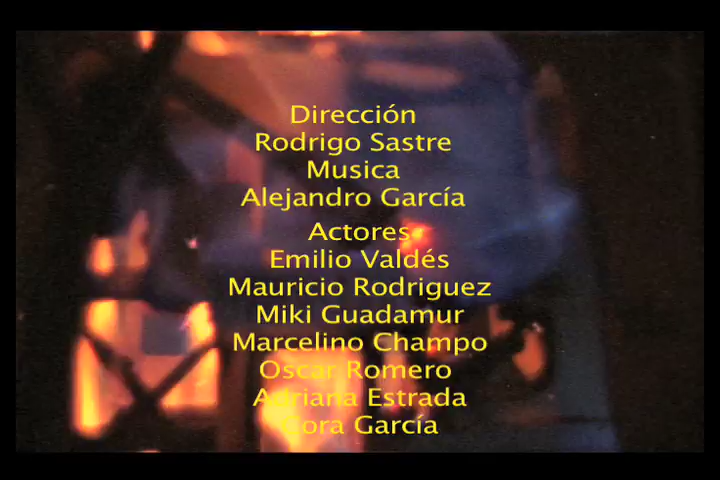 Dirección
Rodrigo Sastre
Musica
Alejandro García
Actores
Emilio Valdés
Mauricio Rodriguez
Miki Guadamur
Marcelino Champo
Oscar Romero
Adriana Estrada
Cora García